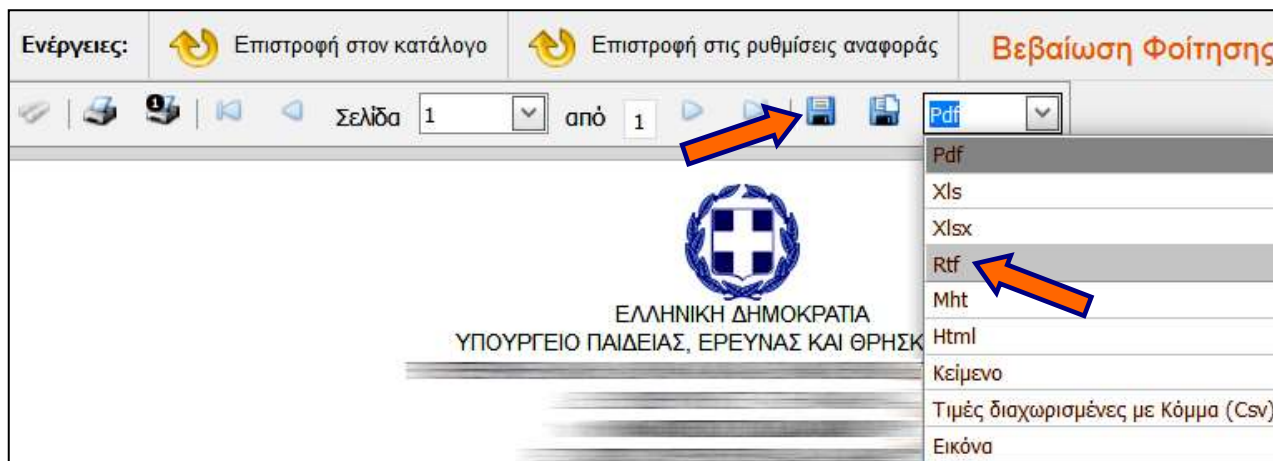 Ενέργειες: Επιστροφή στον κατάλογο Επιστροφή στις ρυθμίσεις αναφοράς Βεβαίωση Φοίτησης
Σελίδα 1 από 1 Pdf
Pdf
Xls
Xlsx
Rtf
Mht
Html
Κείμενο
Τιμές διαχωρισμένες με Κόμμα (Csv)
Εικόνα
ΕΛΛΗΝΙΚΗ ΔΗΜΟΚΡΑΤΙΑ
ΥΠΟΥΡΓΕΙΟ ΠΑΙΔΕΙΑΣ, ΕΡΕΥΝΑΣ ΚΑΙ ΘΡΗΣΚ